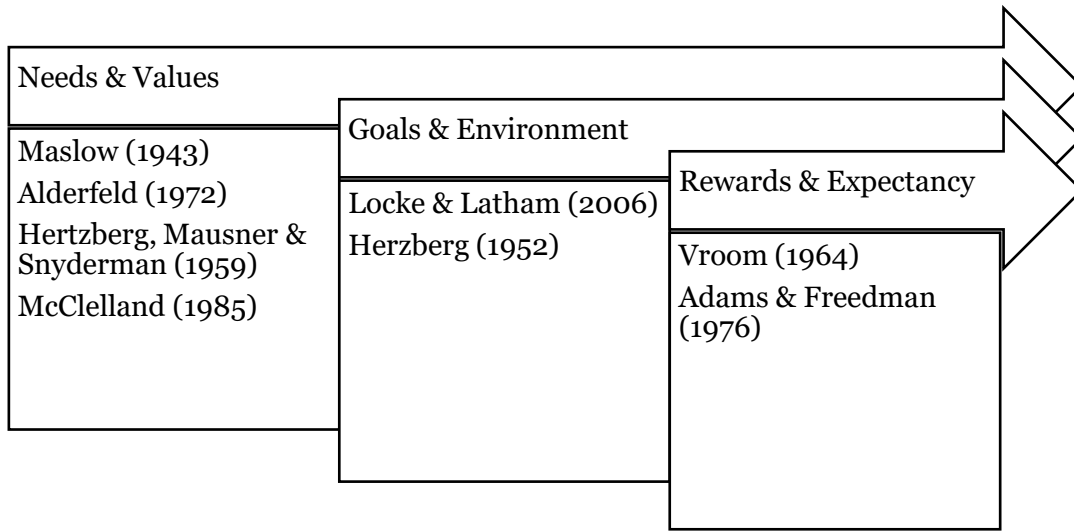 Needs & Values
Maslow (1943)
Alderfeld (1972)
Hertzberg, Mausner &
Snyderman (1959)
McClelland (1985)
Goals & Environment
Locke & Latham (2006)
Herzberg (1952)
Rewards & Expectancy
Vroom (1964)
Adams & Freedman
(1976)